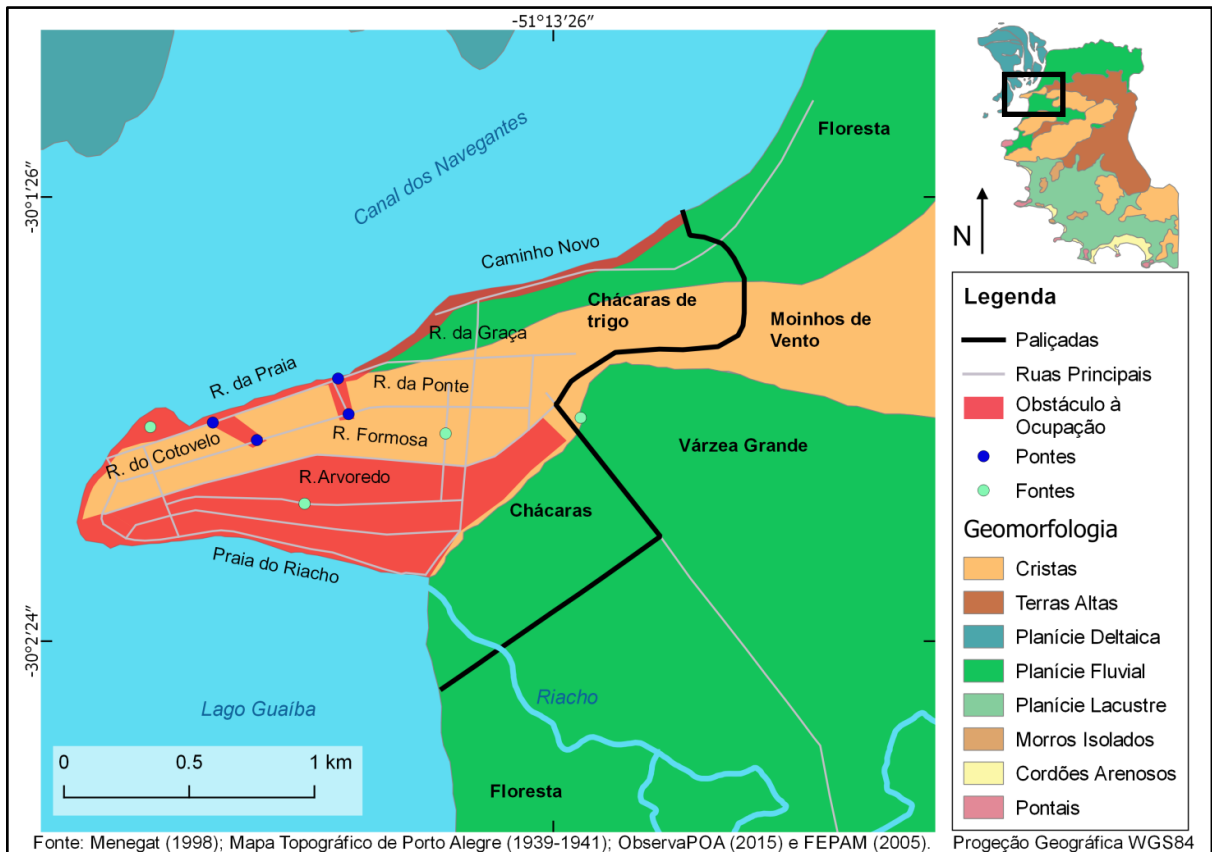 -51°13'26"
-30°1'26"
Floresta
Canal dos Navegantes
Caminho Novo
Chácaras de
trigo
Moinhos de
Vento
R. da Graça
R. da Praia
R. da Ponte
R. Formosa
R. do Cotovelo
Várzea Grande
R.Arvoredo
Chácaras
Praia do Riacho
-30°2'24"
Lago Guaíba
Riacho
0 0.5 1 km
Floresta
Fonte: Menegat (1998); Mapa Topográfico de Porto Alegre (1939-1941); ObservaPOA (2015) e FEPAM (2005).
N
Legenda
Paliçadas
Ruas Principais
Obstáculo à
Ocupação
Pontes
Fontes
Geomorfologia
Cristas
Terras Altas
Planície Deltaica
Planície Fluvial
Planície Lacustre
Morros Isolados
Cordões Arenosos
Pontais
Progeção Geográfica WGS84